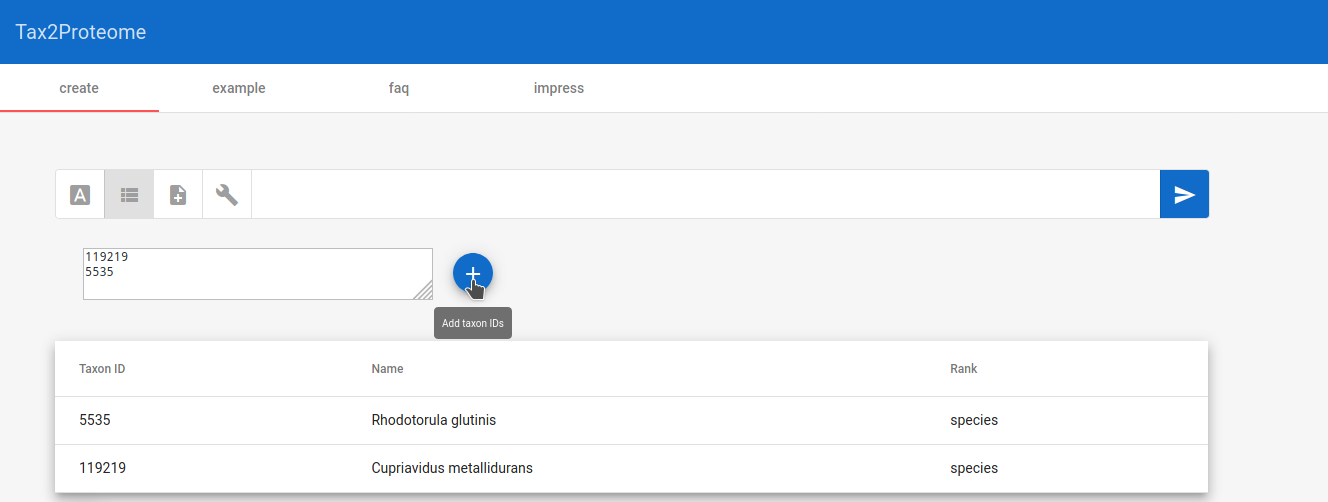 Tax2Proteome
create example faq impress
A
119219
5535
Add taxon IDs
Taxon ID Name Rank
5535 Rhodotorula glutinis species
119219 Cupriavidus metallidurans species